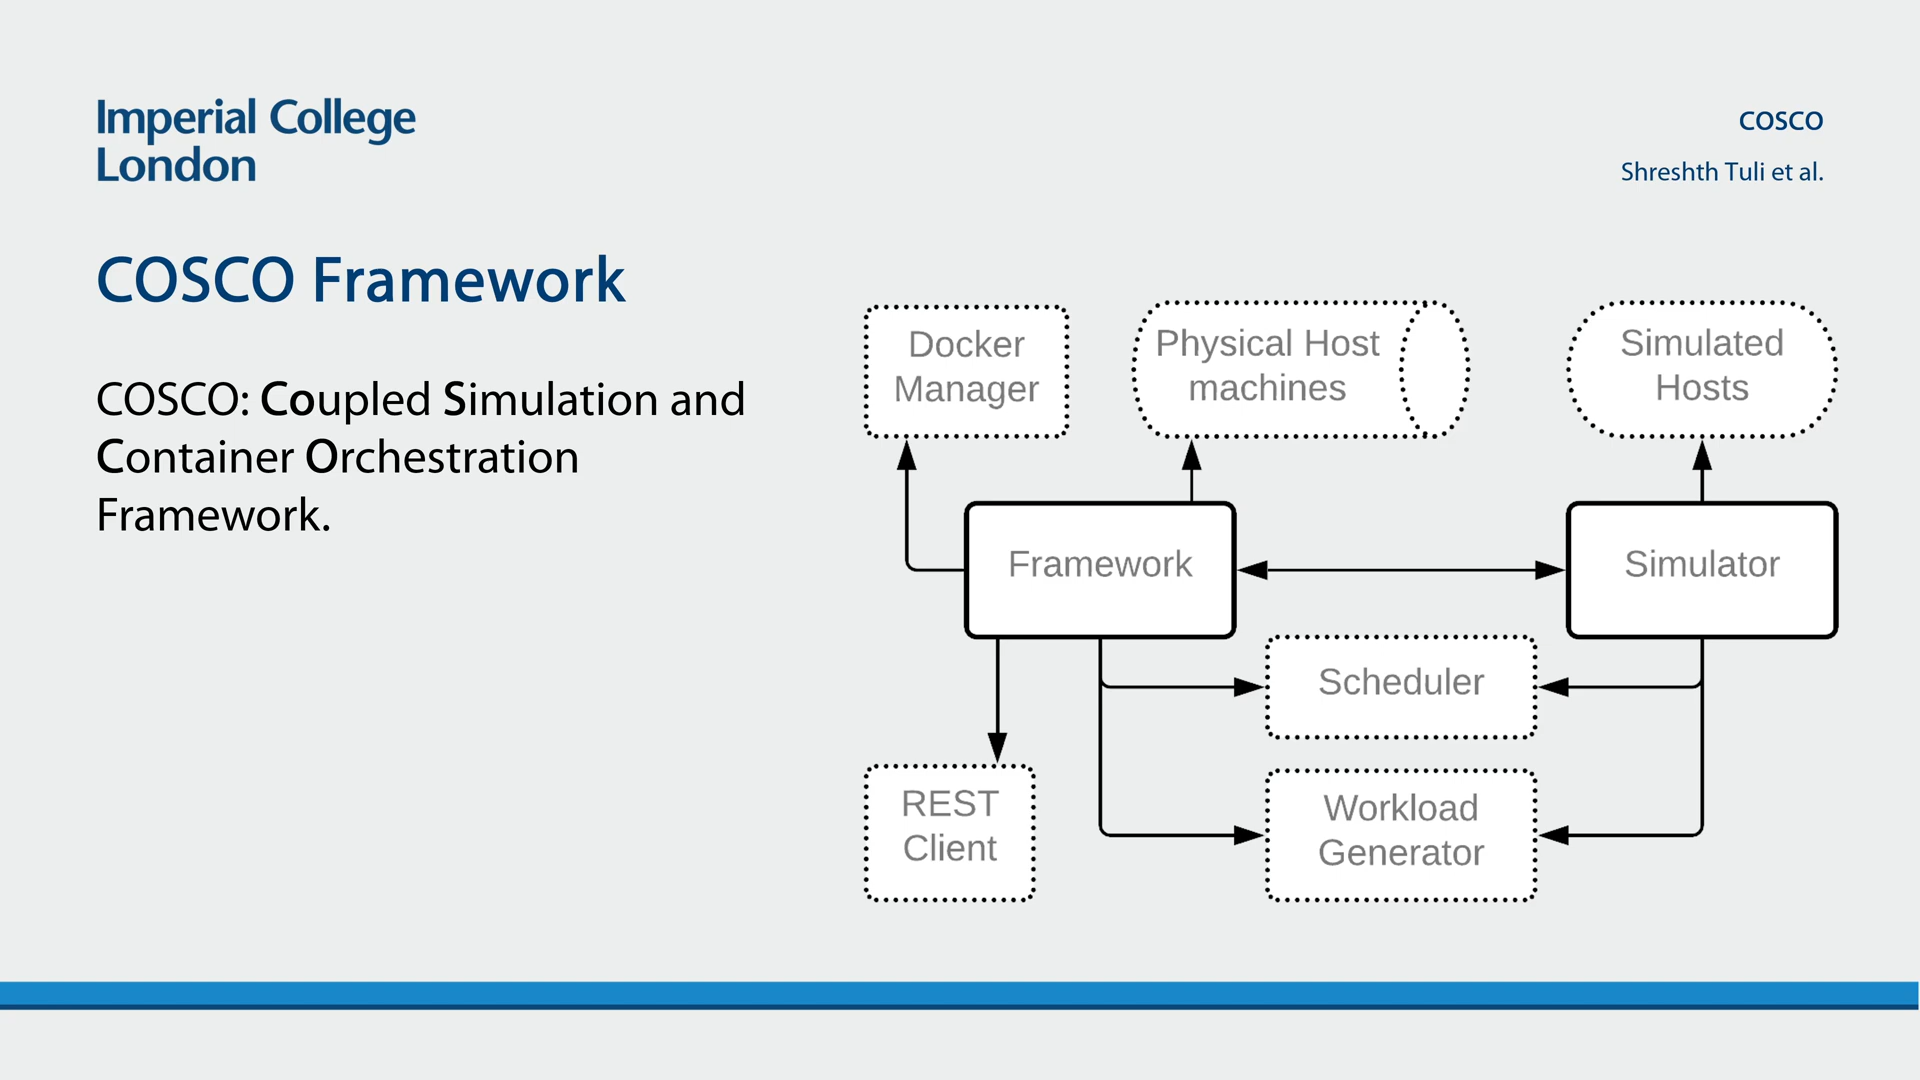 Imperial College
London
COSCO
Shreshth Tuli et al.
COSCO Framework
COSCO: Coupled Simulation and
Container Orchestration
Framework.
Docker
Manager
Physical Host
machines
Simulated
Hosts
Framework
Simulator
Scheduler
REST
Client
Workload
Generator